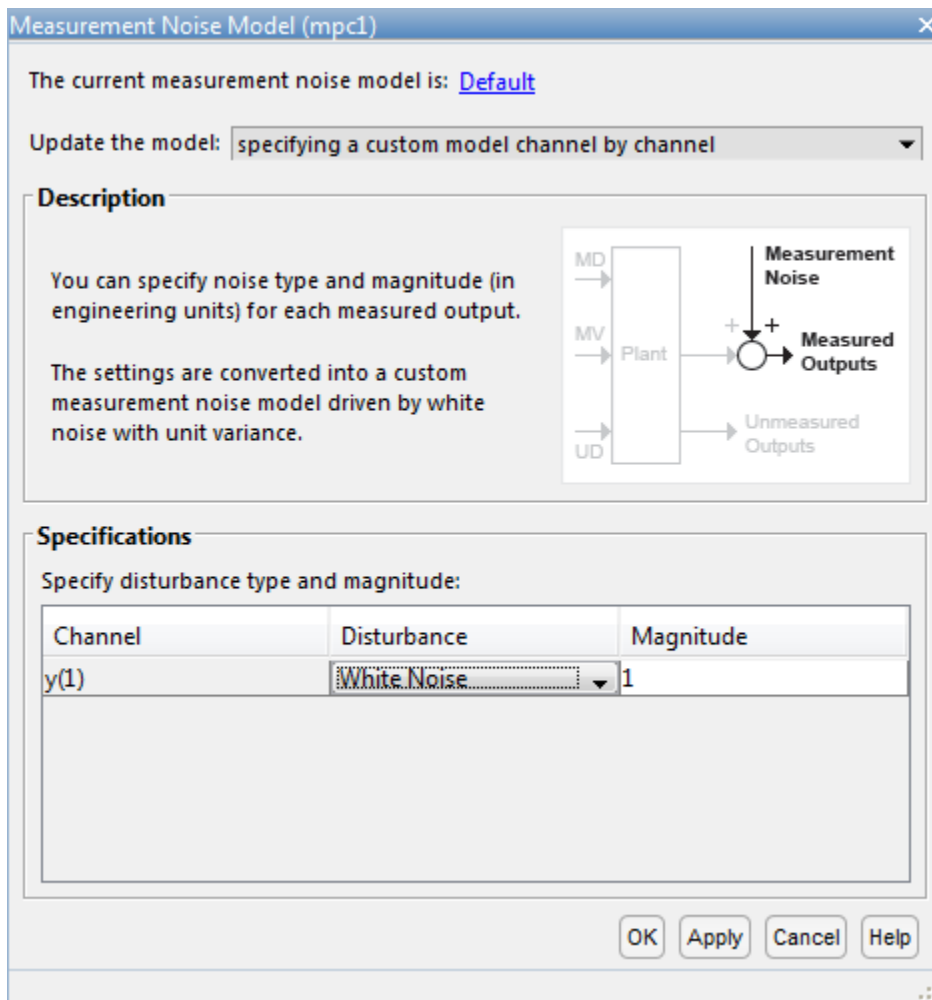 Measurement Noise Model (mpc1)
The current measurement noise model is: Default
Update the model: specifying a custom model channel by channel
Description
You can specify noise type and magnitude (in
engineering units) for each measured output.
The settings are converted into a custom
measurement noise model driven by white
noise with unit variance.
MD
MV
UD
Plant
+ +
Measurement
Noise
Measured
Outputs
Unmeasured
Outputs
Specifications
Specify disturbance type and magnitude:
Channel Disturbance Magnitude
y(1) White Noise 1
OK Apply Cancel Help